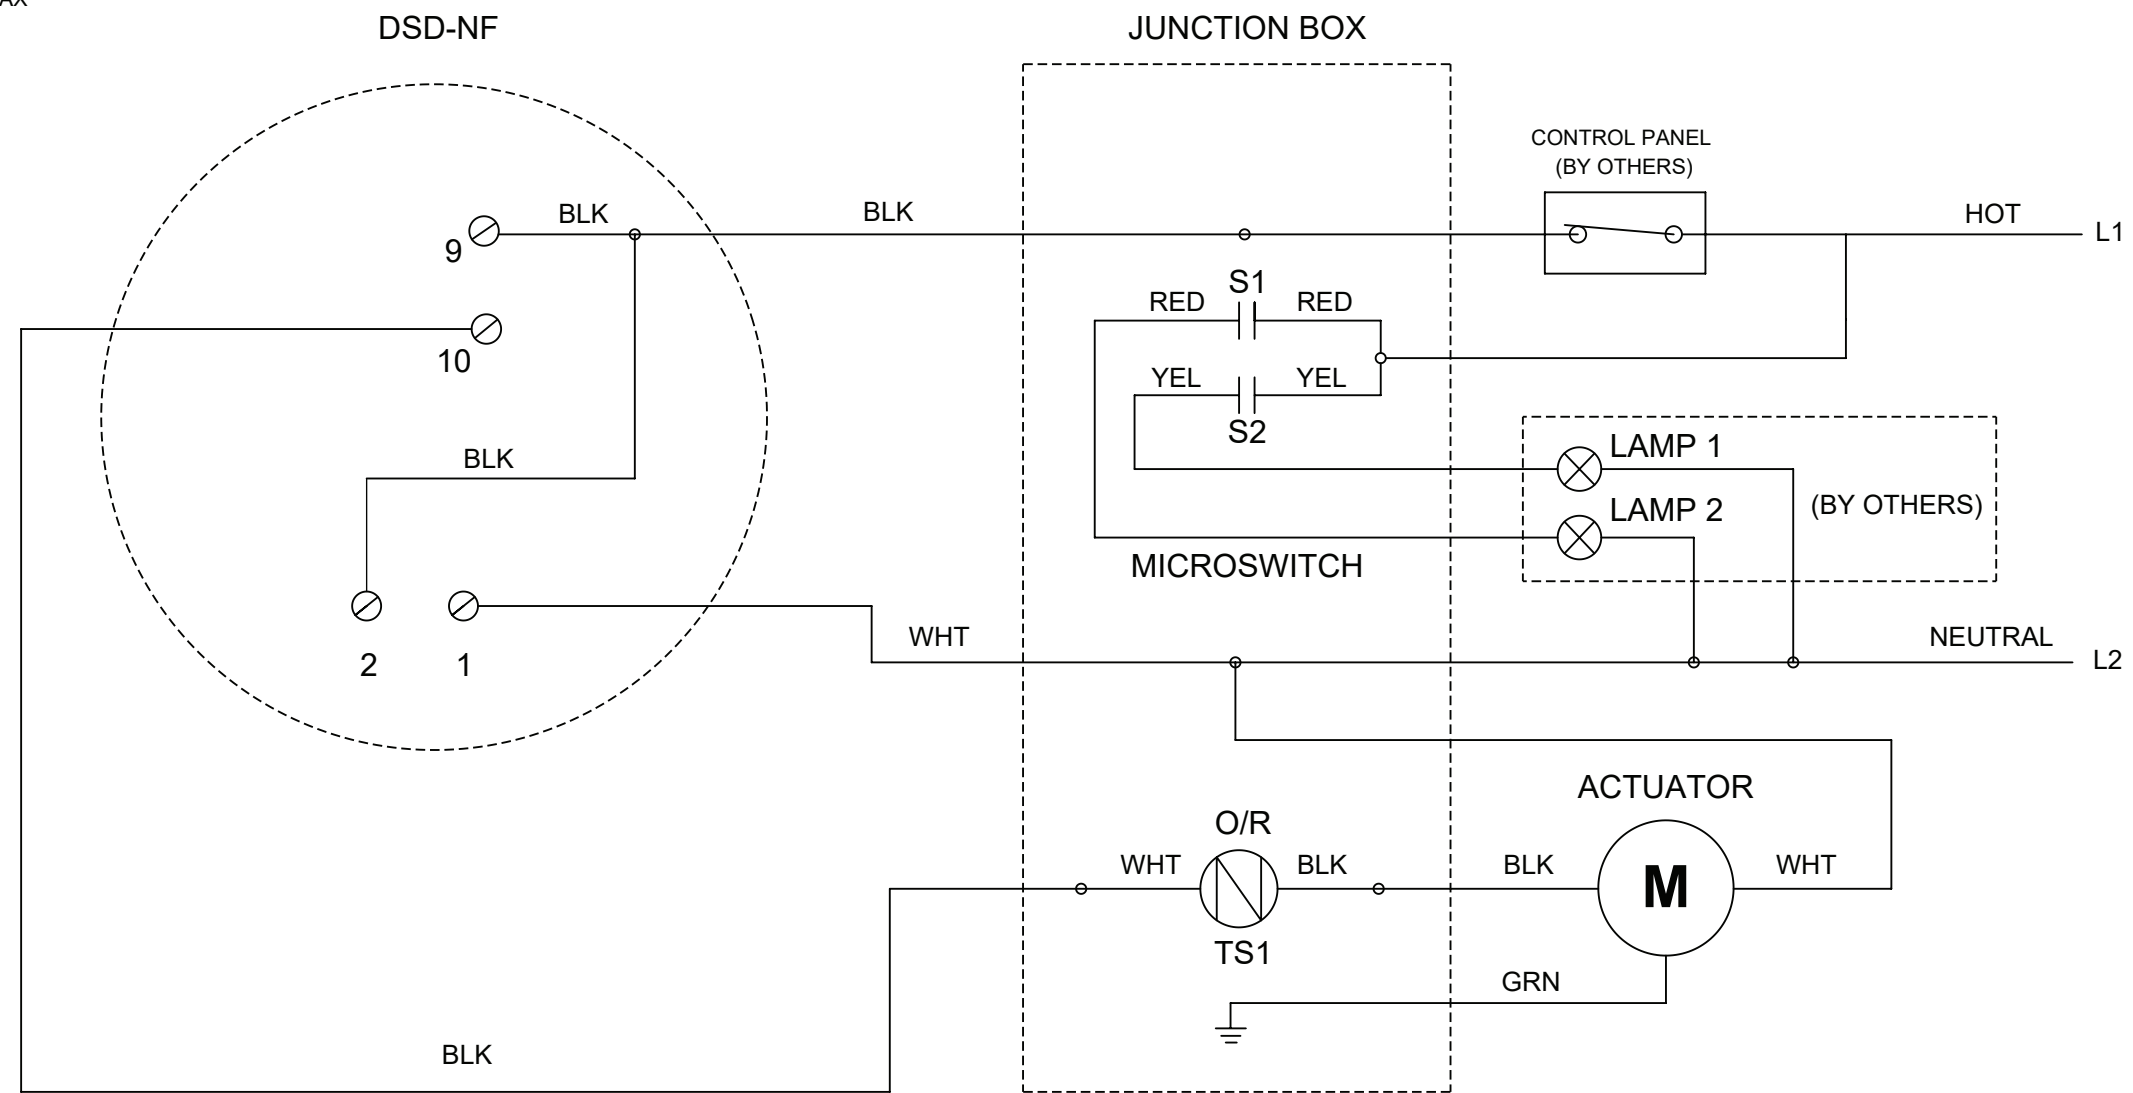 DSD-NF
JUNCTION BOX
CONTROL PANEL
(BY OTHERS)
BLK
BLK
HOT
L1
9
S1
RED
RED
10
YEL
YEL
S2
LAMP 1
BLK
(BY OTHERS)
LAMP 2
MICROSWITCH
WHT
NEUTRAL
L2
2
1
ACTUATOR
O/R
WHT
BLK
BLK
M
WHT
TS1
GRN
BLK